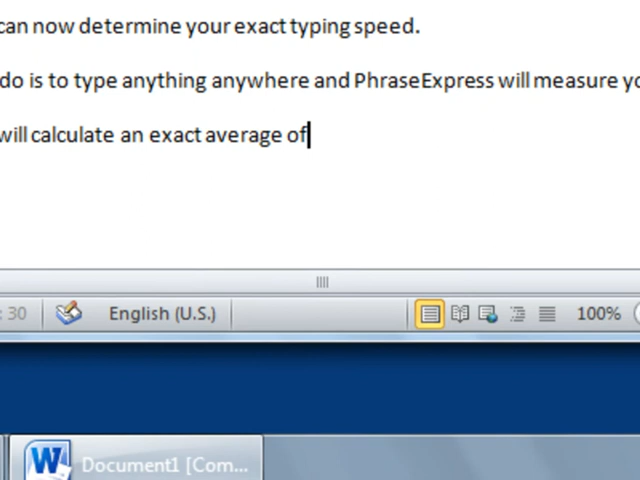 can now determine your exact typing speed.
do is to type anything anywhere and PhraseExpress will measure yo
will calculate an exact average of
: 30 English (U.S.) 100%
Document1 [Com...